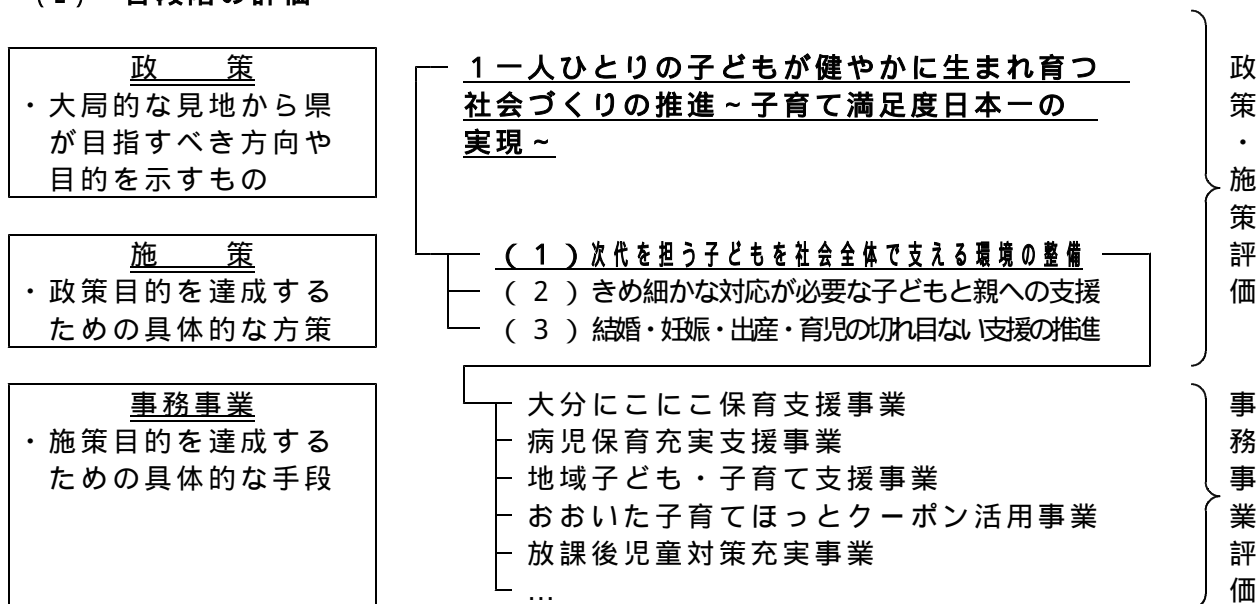 政　　策
・大局的な見地から県
が目指すべき方向や
目的を示すもの
1 一人ひとりの子どもが健やかに生まれ育つ
社会づくりの推進~子育て満足度日本一の
実現~
施　　策
・政策目的を達成する
ための具体的な方策
(1)次代を担う子どもを社会全体で支える環境の整備
(2)きめ細かな対応が必要な子どもと親への支援
(3)結婚・妊娠・出産・育児の切れ目ない支援の推進
政策・施策評価
事務事業
・施策目的を達成する
ための具体的な手段
大分にこにこ保育支援事業
病児保育充実支援事業
地域子ども・子育て支援事業
おおいた子育てほっとクーポン活用事業
放課後児童対策充実事業
…
事務事業評価